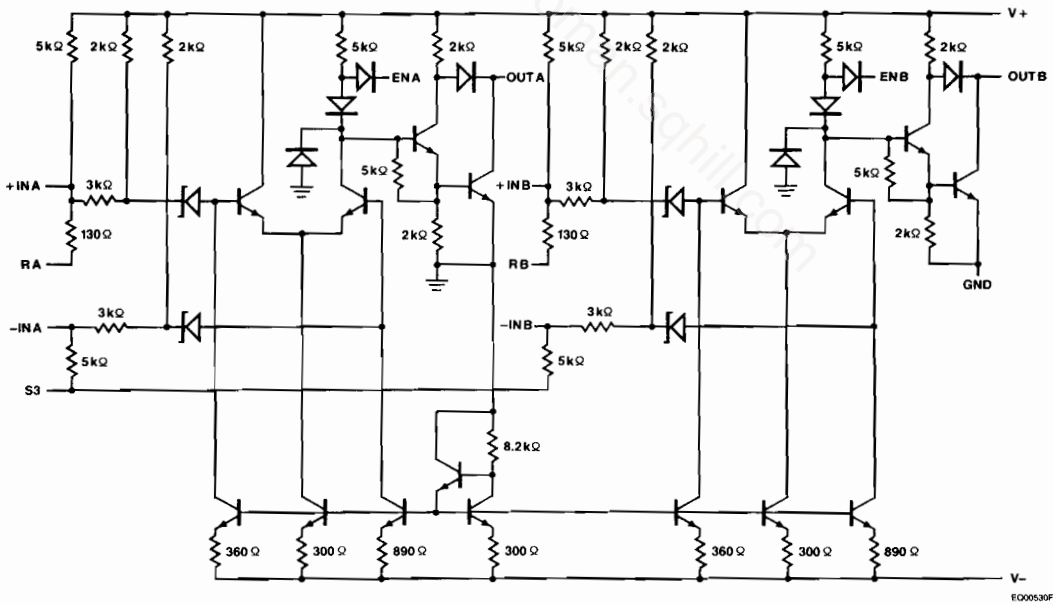 V+
5kΩ
2kΩ
2kΩ
5kΩ
2kΩ
5kΩ
2kΩ
2kΩ
5kΩ
2kΩ
ENA
OUTA
ENB
OUTB
+INA
3kΩ
5kΩ
+INB
3kΩ
5kΩ
130Ω
2kΩ
130Ω
2kΩ
RA
RB
GND
-INA
3kΩ
-INB
3kΩ
5kΩ
5kΩ
S3
8.2kΩ
360Ω
300Ω
890Ω
300Ω
360Ω
300Ω
890Ω
V-
EQ00530F